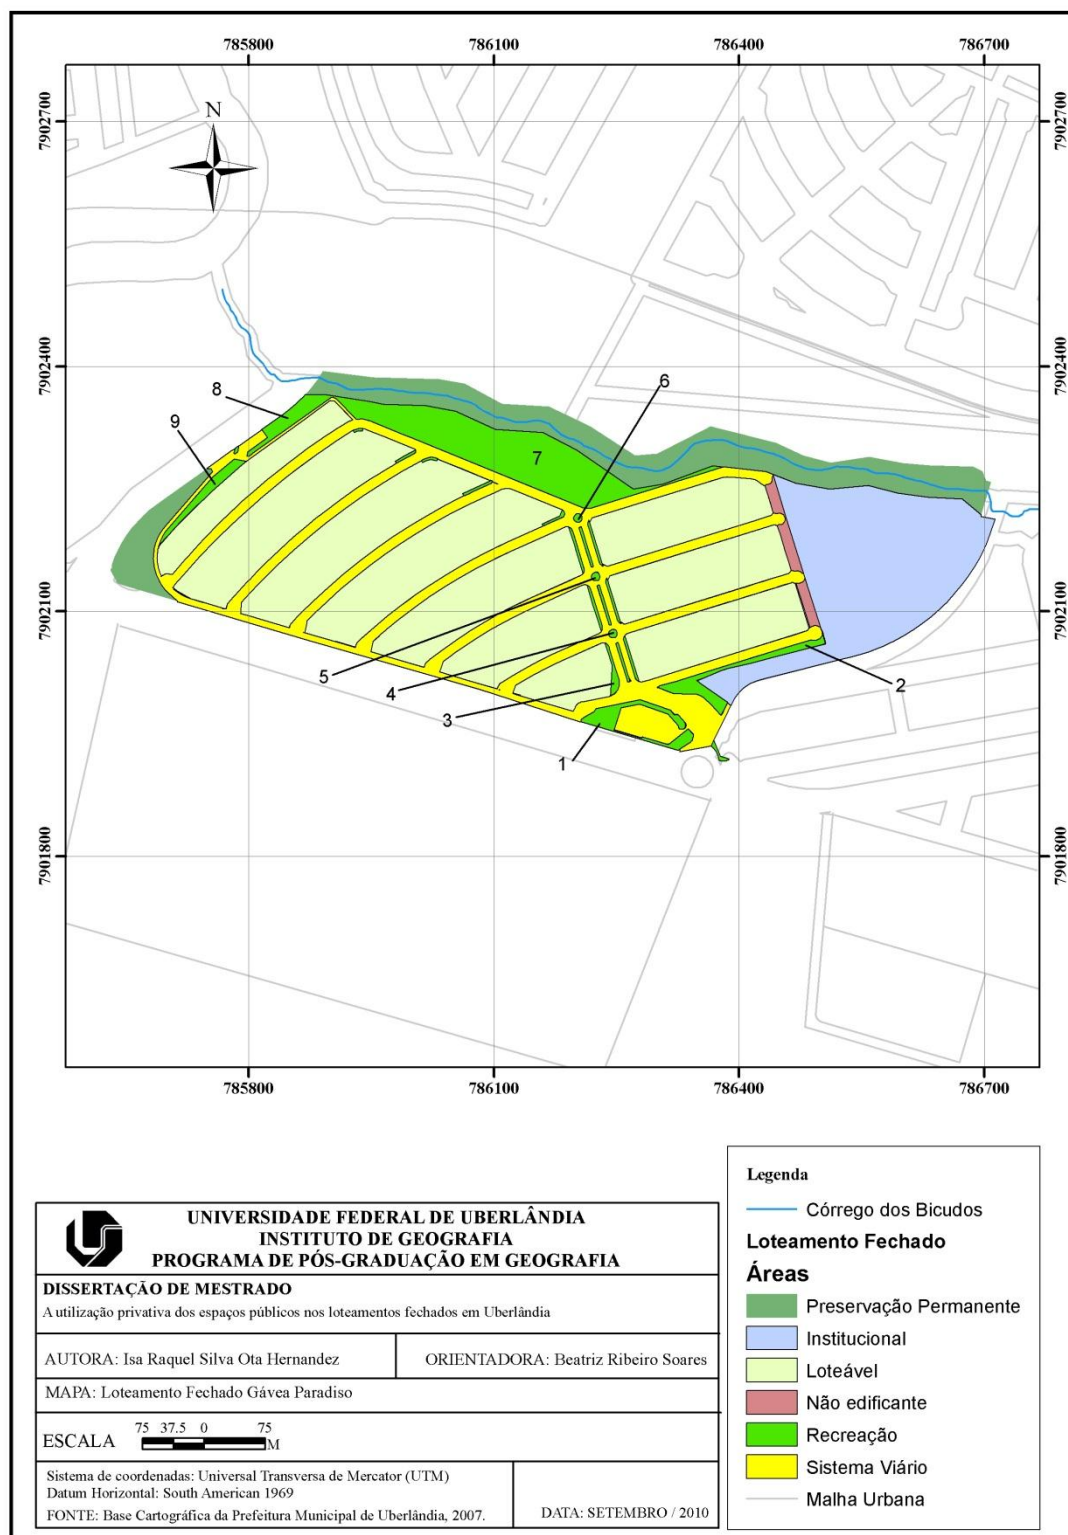 785800 786100 786400 786700
7902700 7902700
N
7902400 7902400
6
8
9
7
7902100 7902100
5
4
3
2
1
7901800 7901800
785800 786100 786400 786700
Legenda
Córrego dos Bicudos
Loteamento Fechado
Áreas
Preservação Permanente
Institucional
Loteável
Não edificante
Recreação
Sistema Viário
Malha Urbana
UNIVERSIDADE FEDERAL DE UBERLÂNDIA
INSTITUTO DE GEOGRAFIA
PROGRAMA DE PÓS-GRADUAÇÃO EM GEOGRAFIA
DISSERTAÇÃO DE MESTRADO
A utilização privativa dos espaços públicos nos loteamentos fechados em Uberlândia
AUTORA: Isa Raquel Silva Ota Hernandez
ORIENTADORA: Beatriz Ribeiro Soares
MAPA: Loteamento Fechado Gávea Paradiso
ESCALA
75 37.5 0 75
M
Sistema de coordenadas: Universal Transversa de Mercator (UTM)
Datum Horizontal: South American 1969
FONTE: Base Cartográfica da Prefeitura Municipal de Uberlândia, 2007.
DATA: SETEMBRO / 2010